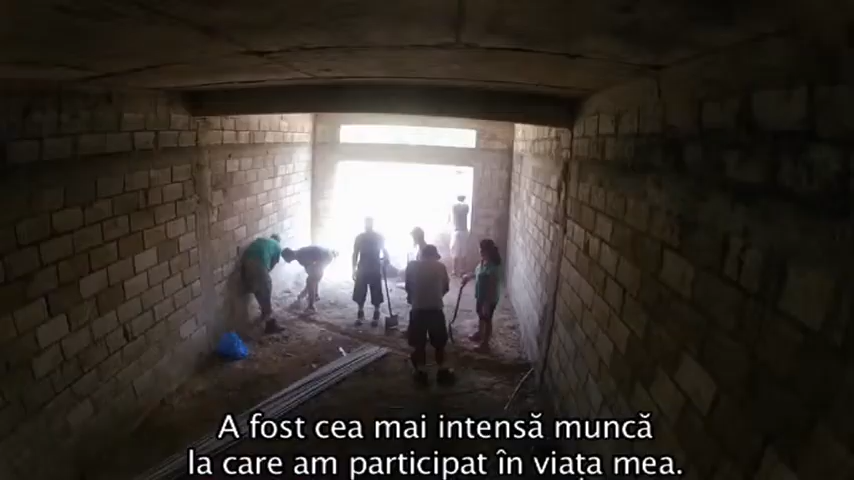 A fost cea mai intensă muncă
la care am participat în viața mea.